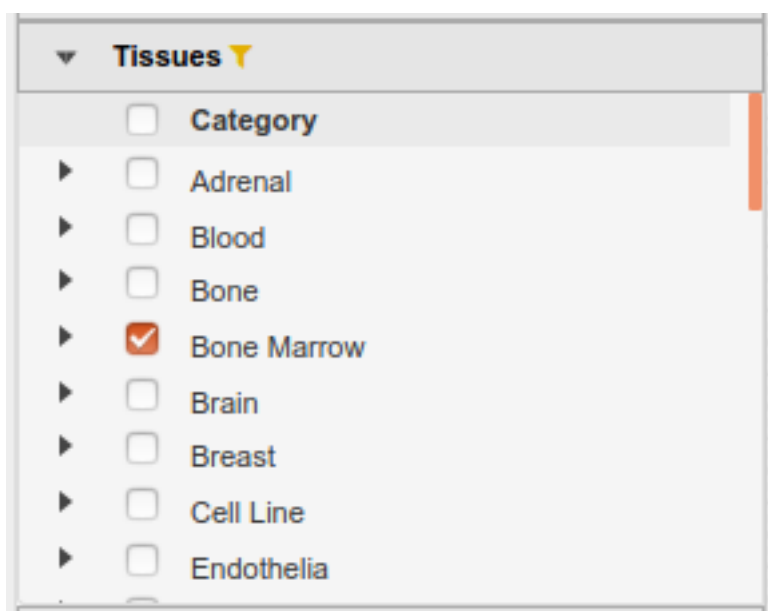 Tissues
Category
Adrenal
Blood
Bone
Bone Marrow
Brain
Breast
Cell Line
Endothelia